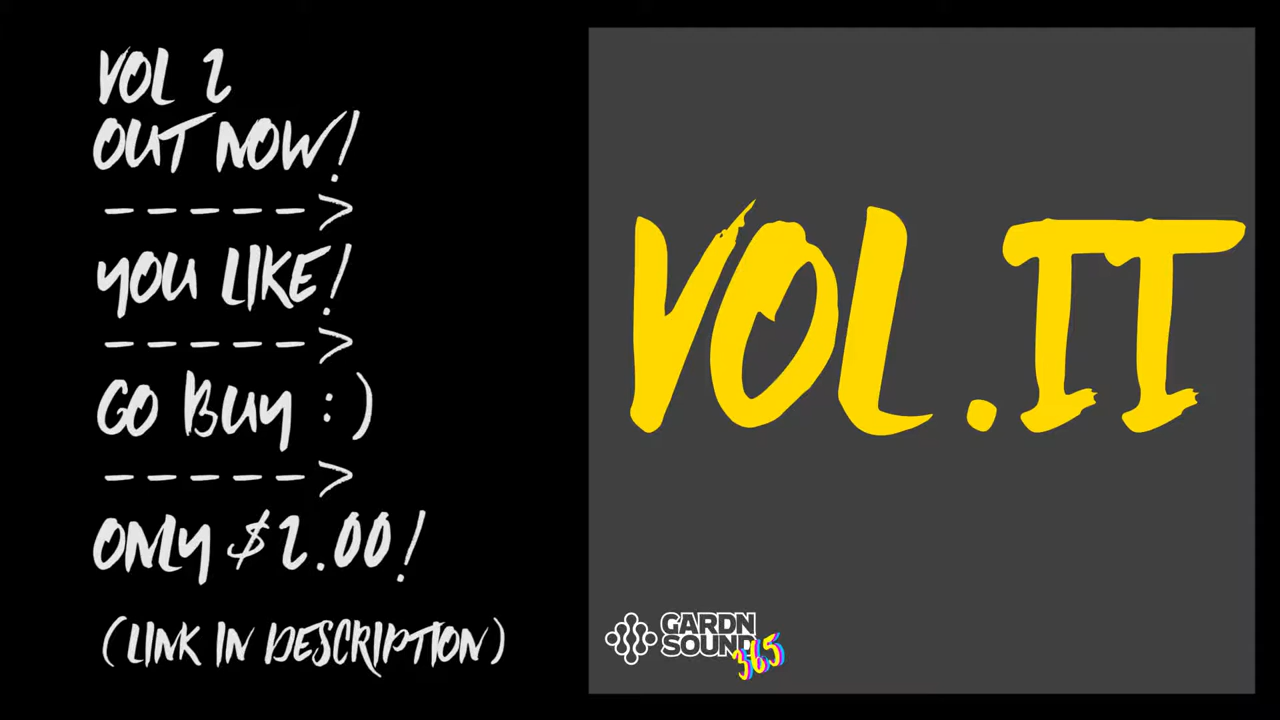 VOL 2
OUT NOW!
----->
YOU LIKE!
----->
GO BUY :)
----->
ONLY $2.00!
(LINK IN DESCRIPTION)
VOL.II
GARDN
SOUND
365